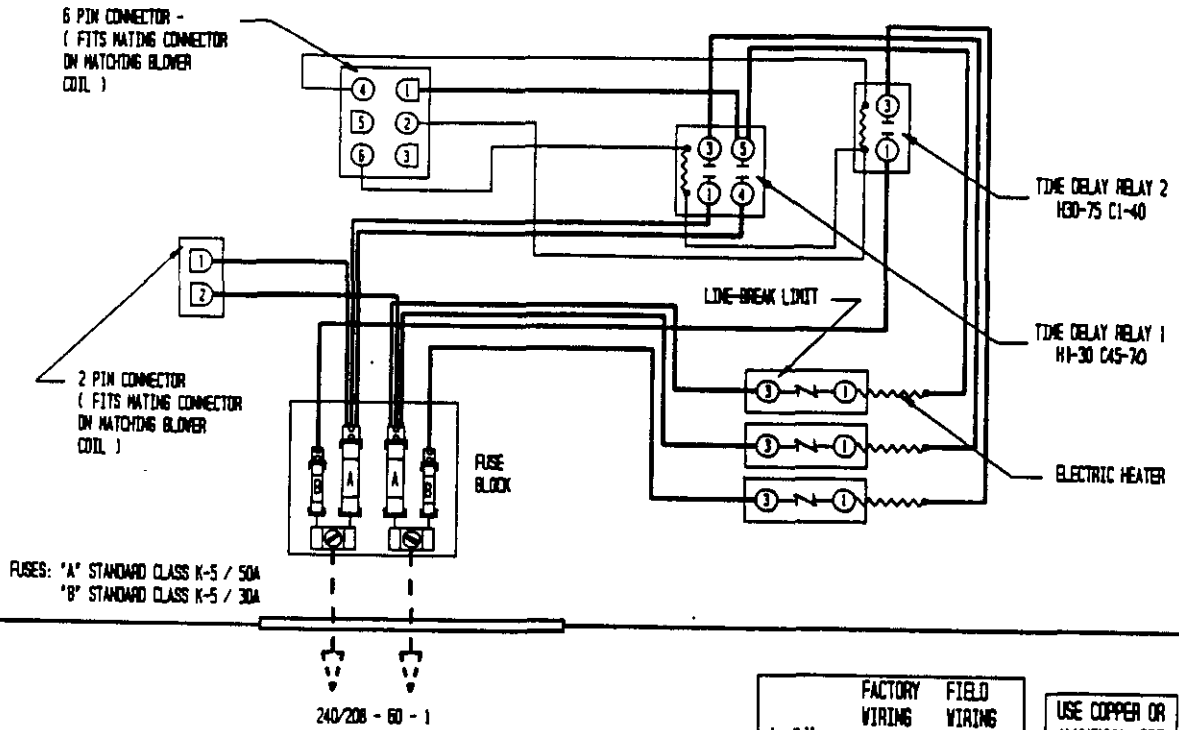 6 PIN CONNECTOR -
( FITS MATING CONNECTOR
ON MATCHING BLOWER
COIL )
4
1
5
2
6
3
3
5
1
4
3
1
TIME DELAY RELAY 2
H30-75 C1-40
1
2
LINE BREAK LIMIT
TIME DELAY RELAY 1
H1-30 C45-70
2 PIN CONNECTOR
( FITS MATING CONNECTOR
ON MATCHING BLOWER
COIL )
3
1
3
1
3
1
B
A
A
B
FUSE
BLOCK
ELECTRIC HEATER
FUSES: "A" STANDARD CLASS K-5 / 50A
"B" STANDARD CLASS K-5 / 30A
240/208 - 60 - 1
FACTORY
WIRING
FIELD
WIRING
USE COPPER OR